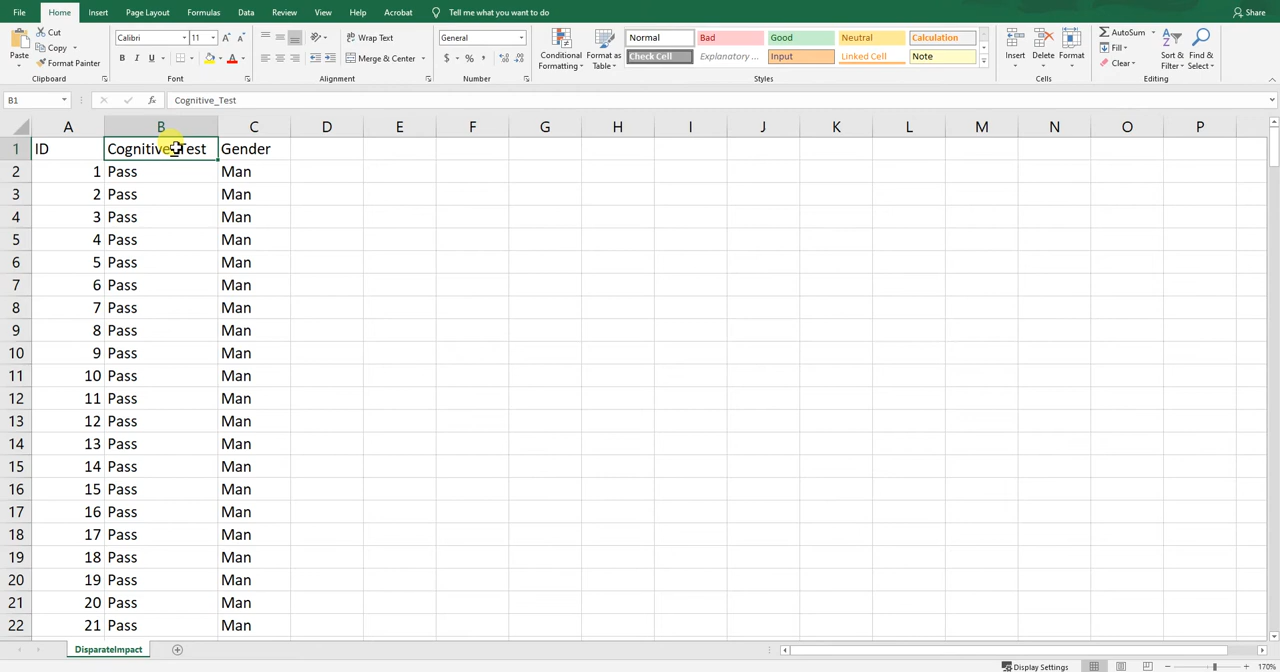 File Home Insert Page Layout Formulas Data Review View Help Acrobat Tell me what you want to do Share
Paste Cut Copy Format Painter Clipboard
Calibri 11 A A B I U A Font
Wrap Text Merge & Center Alignment
General $ % , Number
Conditional Formatting Format as Table
Normal Bad Good Neutral Calculation
Check Cell Explanatory ... Input Linked Cell Note
Styles
Insert Delete Format Cells
AutoSum Fill Clear Sort & Filter Find & Select Editing
B1 fx Cognitive_Test
A B C D E F G H I J K L M N O P
1 ID Cognitive_Test Gender
2 1 Pass Man
3 2 Pass Man
4 3 Pass Man
5 4 Pass Man
6 5 Pass Man
7 6 Pass Man
8 7 Pass Man
9 8 Pass Man
10 9 Pass Man
11 10 Pass Man
12 11 Pass Man
13 12 Pass Man
14 13 Pass Man
15 14 Pass Man
16 15 Pass Man
17 16 Pass Man
18 17 Pass Man
19 18 Pass Man
20 19 Pass Man
21 20 Pass Man
22 21 Pass Man
DisparateImpact
Display Settings 170%